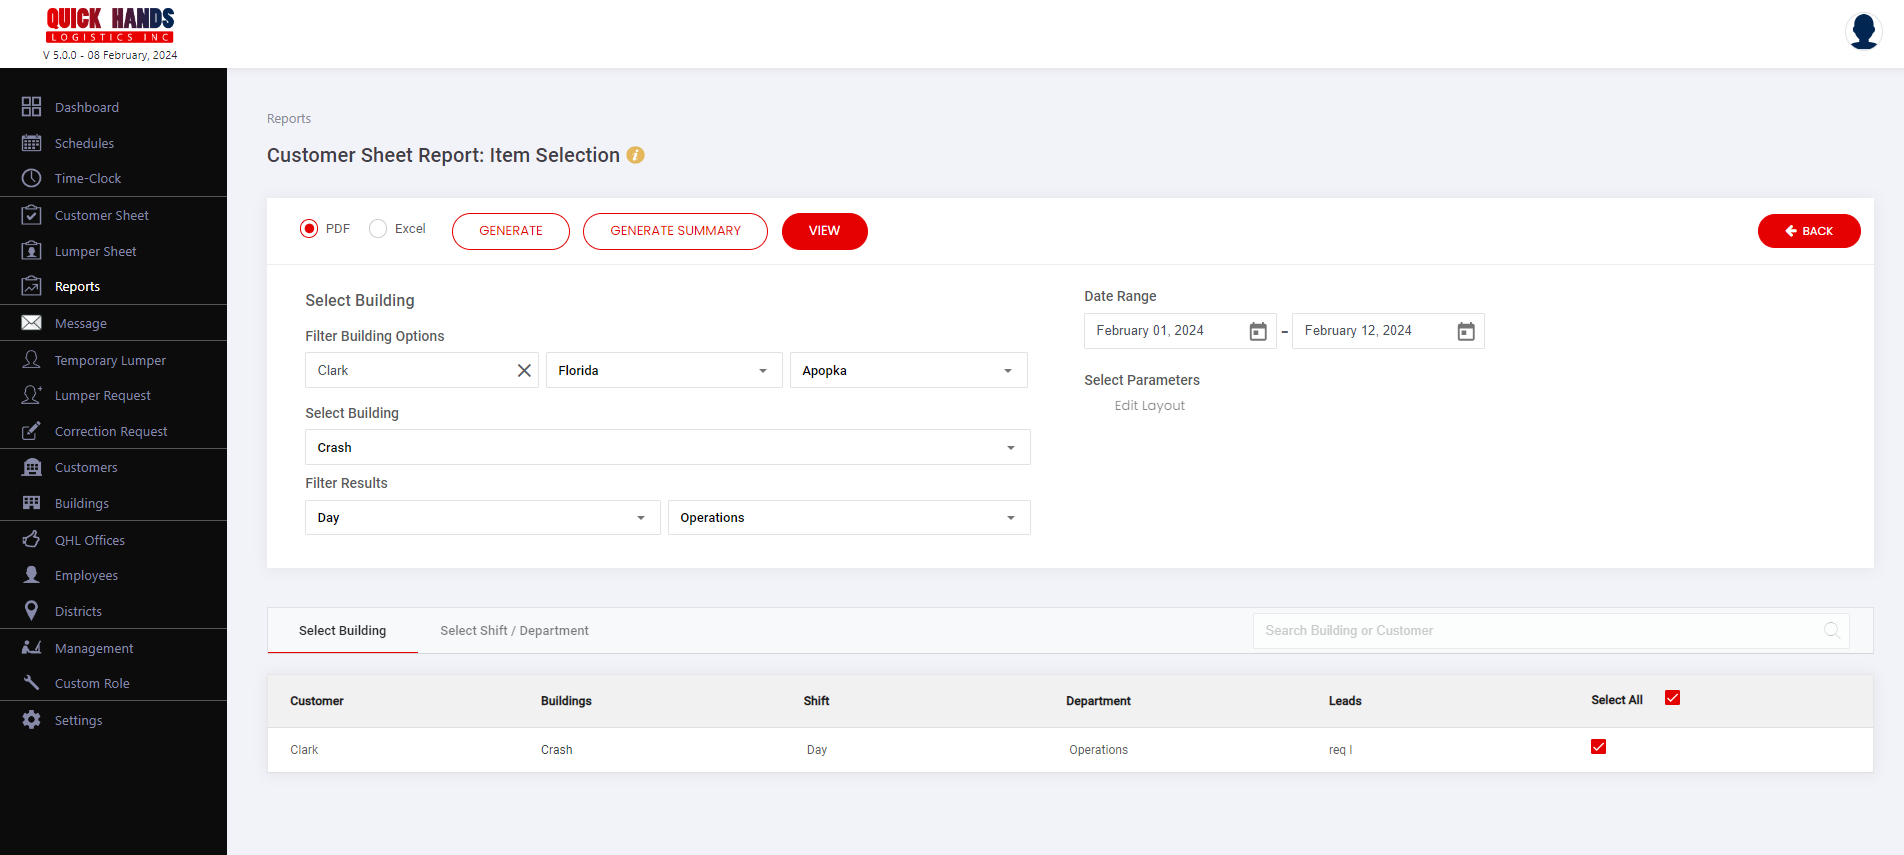 QUICK HANDS
LOGISTICS INC
V 5.0.0 - 08 February, 2024
Dashboard
Schedules
Time-Clock
Customer Sheet
Lumper Sheet
Reports
Message
Temporary Lumper
Lumper Request
Correction Request
Customers
Buildings
QHL Offices
Employees
Districts
Management
Custom Role
Settings
Reports
Customer Sheet Report: Item Selection
PDF Excel GENERATE GENERATE SUMMARY VIEW BACK
Select Building
Filter Building Options
Clark Florida Apopka
Select Building
Crash
Filter Results
Day Operations
Date Range
February 01, 2024 - February 12, 2024
Select Parameters
Edit Layout
Select Building Select Shift / Department Search Building or Customer
Customer Buildings Shift Department Leads Select All
Clark Crash Day Operations req l